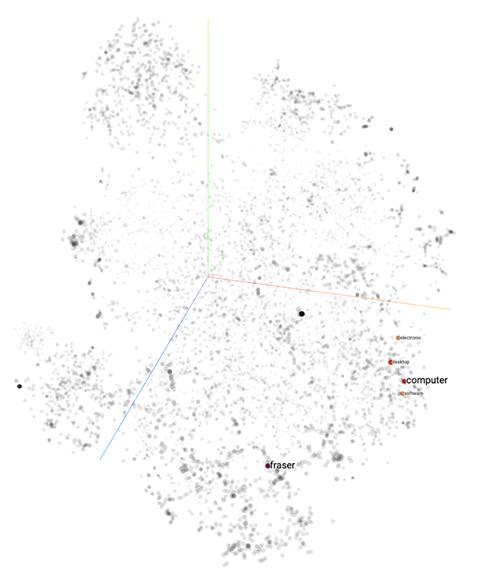 electronic
desktop
computer
software
fraser